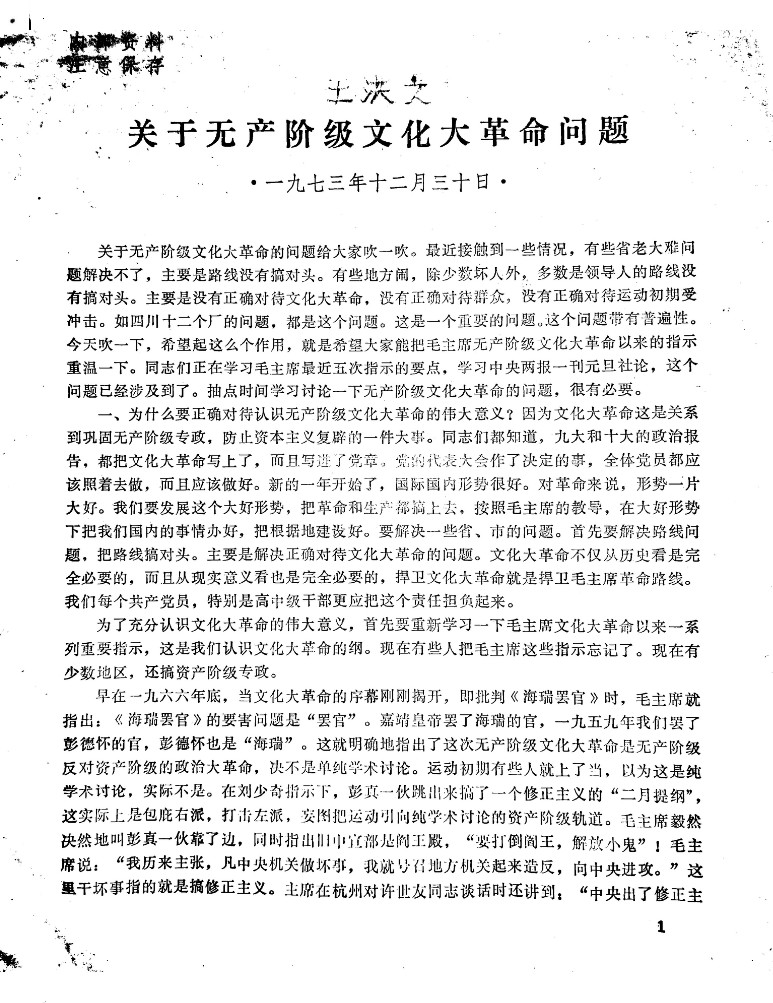 内部资料
注意保存
王洪文
关于无产阶级文化大革命问题
·一九七三年十二月三十日·
关于无产阶级文化大革命的问题给大家吹一吹。最近接触到一些情况，有些省老大难问
题解决不了，主要是路线没有搞对头。有些地方闹，除少数坏人外，多数是领导人的路线没
有搞对头。主要是没有正确对待文化大革命，没有正确对待群众，没有正确对待运动初期受
冲击。如四川十二个厂的问题，都是这个问题。这是一个重要的问题。这个问题带有普遍性。
今天吹一下，希望起这么个作用，就是希望大家能把毛主席无产阶级文化大革命以来的指示
重温一下。同志们正在学习毛主席最近五次指示的要点，学习中央两报一刊元旦社论，这个
问题已经涉及到了。抽点时间学习讨论一下无产阶级文化大革命的问题，很有必要。
一、为什么要正确对待认识无产阶级文化大革命的伟大意义？因为文化大革命这是关系
到巩固无产阶级专政，防止资本主义复辟的一件大事。同志们都知道，九大和十大的政治报
告，都把文化大革命写上了，而且写进了党章。党的代表大会作了决定的事，全体党员都应
该照着去做，而且应该做好。新的一年开始了，国际国内形势很好。对革命来说，形势一片
大好。我们要发展这个大好形势，把革命和生产都搞上去，按照毛主席的教导，在大好形势
下把我们国内的事情办好，把根据地建设好。要解决一些省、市的问题。首先要解决路线问
题，把路线搞对头。主要是解决正确对待文化大革命的问题。文化大革命不仅从历史看是完
全必要的，而且从现实意义看也是完全必要的，捍卫文化大革命就是捍卫毛主席革命路线。
我们每个共产党员，特别是高中级干部更应把这个责任担负起来。
为了充分认识文化大革命的伟大意义，首先要重新学习一下毛主席文化大革命以来一系
列重要指示，这是我们认识文化大革命的纲。现在有些人把毛主席这些指示忘记了。现在有
少数地区，还搞资产阶级专政。
早在一九六六年底，当文化大革命的序幕刚刚揭开，即批判《海瑞罢官》时，毛主席就
指出：《海瑞罢官》的要害问题是“罢官”。嘉靖皇帝罢了海瑞的官，一九五九年我们罢了
彭德怀的官，彭德怀也是“海瑞”。这就明确地指出了这次无产阶级文化大革命是无产阶级
反对资产阶级的政治大革命，决不是单纯学术讨论。运动初期有些人就上了当，以为这是纯
学术讨论，实际不是。在刘少奇指示下，彭真一伙跳出来搞了一个修正主义的“二月提纲”，
这实际上是包庇右派，打击左派，妄图把运动引向纯学术讨论的资产阶级轨道。毛主席毅然
决然地叫彭真一伙靠了边，同时指出旧中宣部是阎王殿，“要打倒阎王，解放小鬼”！毛主
席说：“我历来主张，凡中央机关做坏事，我就号召地方机关起来造反，向中央进攻。”这
里干坏事指的就是搞修正主义。主席在杭州对许世友同志谈话时还讲到：“中央出了修正主
1